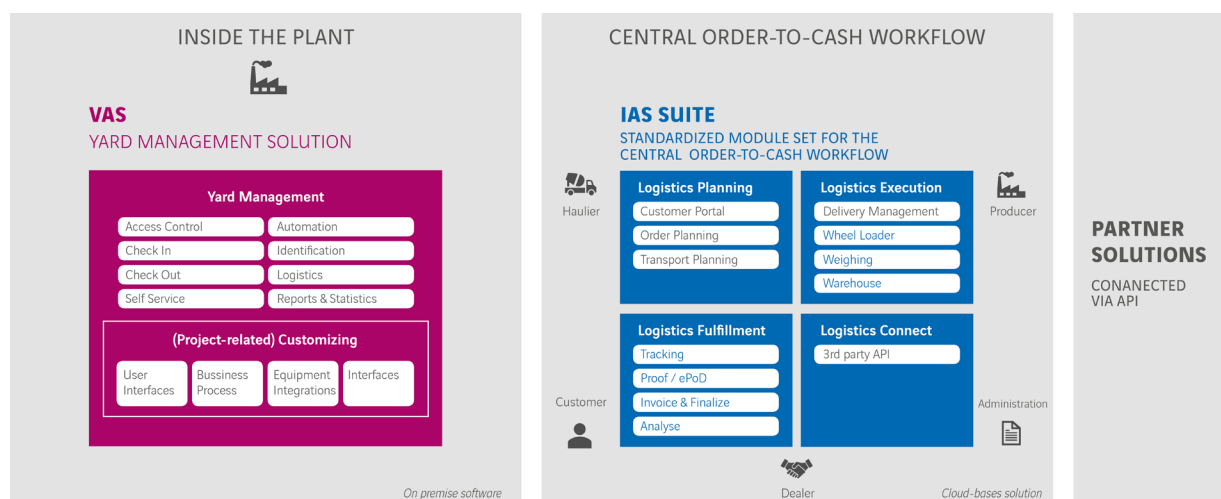 INSIDE THE PLANT
VAS
YARD MANAGEMENT SOLUTION
Yard Management
Access Control
Automation
Check In
Identification
Check Out
Logistics
Self Service
Reports & Statistics
(Project-related) Customizing
User
Interfaces
Bussiness
Process
Equipment
Integrations
Interfaces
On premise software
CENTRAL ORDER-TO-CASH WORKFLOW
IAS SUITE
STANDARDIZED MODULE SET FOR THE
CENTRAL ORDER-TO-CASH WORKFLOW
Haulier
Logistics Planning
Customer Portal
Order Planning
Transport Planning
Logistics Execution
Delivery Management
Wheel Loader
Weighing
Warehouse
Producer
Logistics Fulfillment
Tracking
Proof / ePoD
Invoice & Finalize
Analyse
Logistics Connect
3rd party API
Customer
Administration
Dealer
Cloud-bases solution
PARTNER
SOLUTIONS
CONANECTED
VIA API